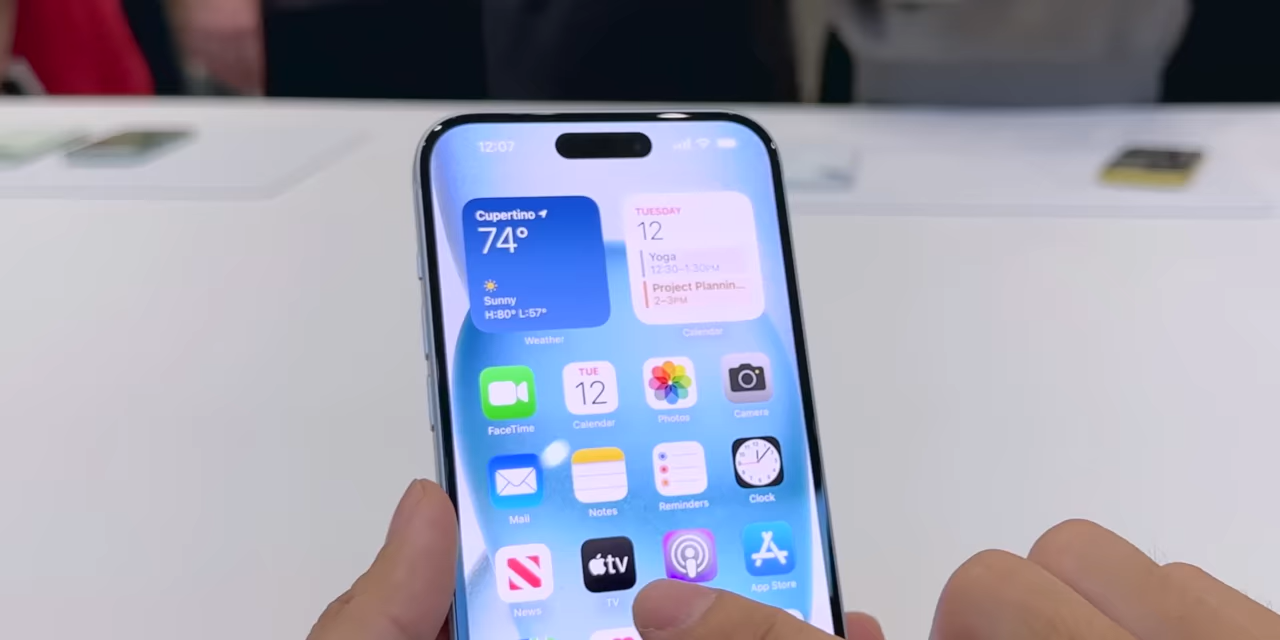 12:07
Cupertino
74°
Sunny
H:80° L:57°
Weather
TUESDAY
12
Yoga
12:30–1:30PM
Project Plannin...
2–3PM
Calendar
FaceTime
TUE
12
Calendar
Photos
Camera
Mail
Notes
Reminders
Clock
News
tv
TV
App Store